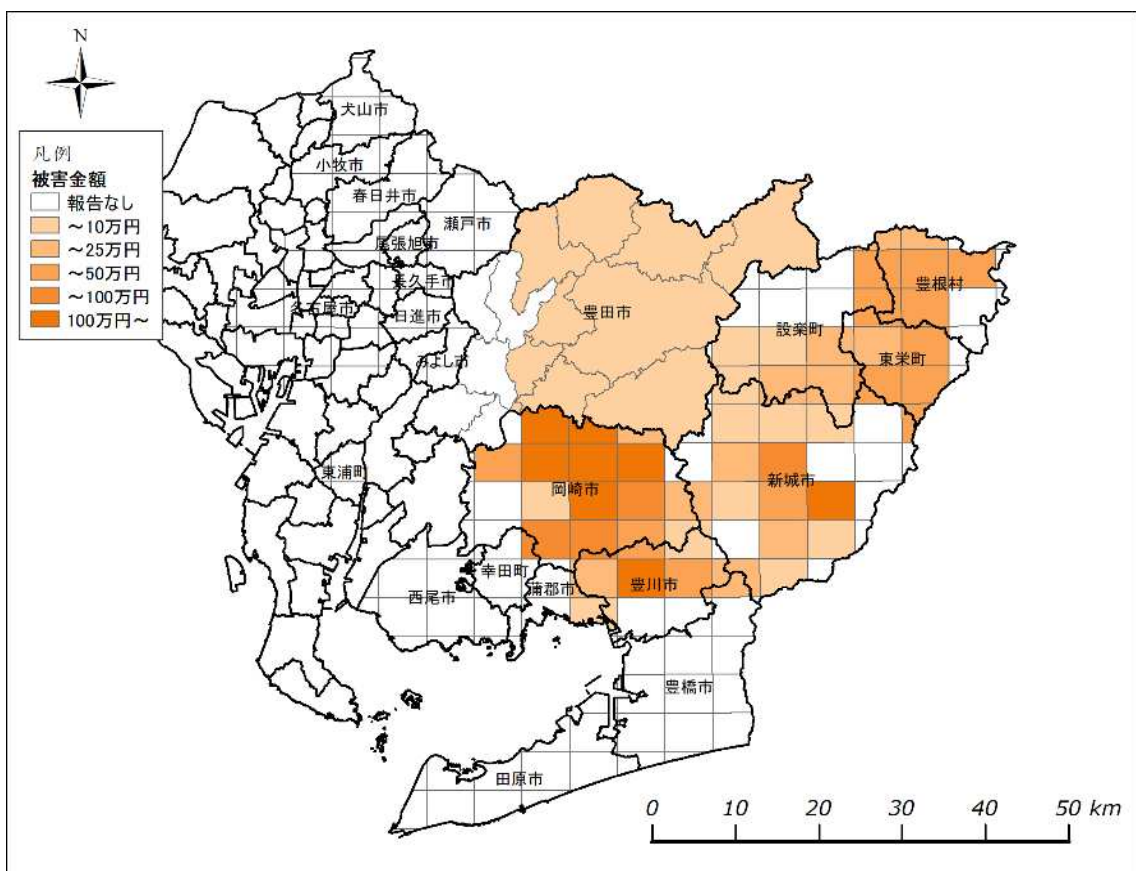 N
凡例
被害金額
報告なし
～10万円
～25万円
～50万円
～100万円
100万円～
犬山市
小牧市
春日井市
瀬戸市
尾張旭市
長久手市
名古屋市
日進市
みよし市
豊田市
豊根村
設楽町
東栄町
東浦町
岡崎市
新城市
幸田町
蒲郡市
豊川市
西尾市
豊橋市
田原市
0 10 20 30 40 50 km